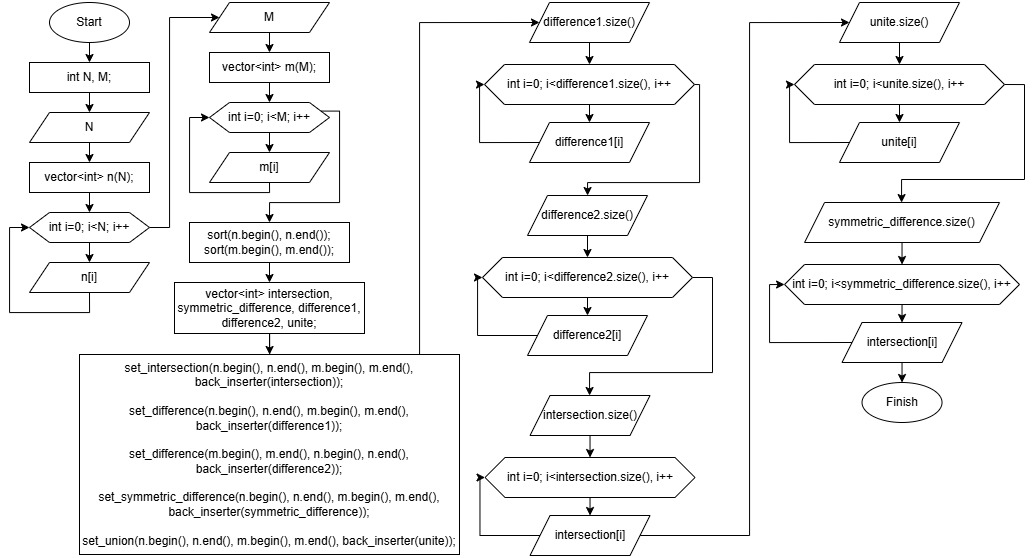 Start
int N, M;
N
vector<int> n(N);
int i=0; i<N; i++
n[i]
M
vector<int> m(M);
int i=0; i<M; i++
m[i]
sort(n.begin(), n.end());
sort(m.begin(), m.end());
vector<int> intersection,
symmetric_difference, difference1,
difference2, unite;
set_intersection(n.begin(), n.end(), m.begin(), m.end(),
back_inserter(intersection));
set_difference(n.begin(), n.end(), m.begin(), m.end(),
back_inserter(difference1));
set_difference(m.begin(), m.end(), n.begin(), n.end(),
back_inserter(difference2));
set_symmetric_difference(n.begin(), n.end(), m.begin(), m.end(),
back_inserter(symmetric_difference));
set_union(n.begin(), n.end(), m.begin(), m.end(), back_inserter(unite));
difference1.size()
int i=0; i<difference1.size(), i++
difference1[i]
difference2.size()
int i=0; i<difference2.size(), i++
difference2[i]
intersection.size()
int i=0; i<intersection.size(), i++
intersection[i]
unite.size()
int i=0; i<unite.size(), i++
unite[i]
symmetric_difference.size()
int i=0; i<symmetric_difference.size(), i++
intersection[i]
Finish